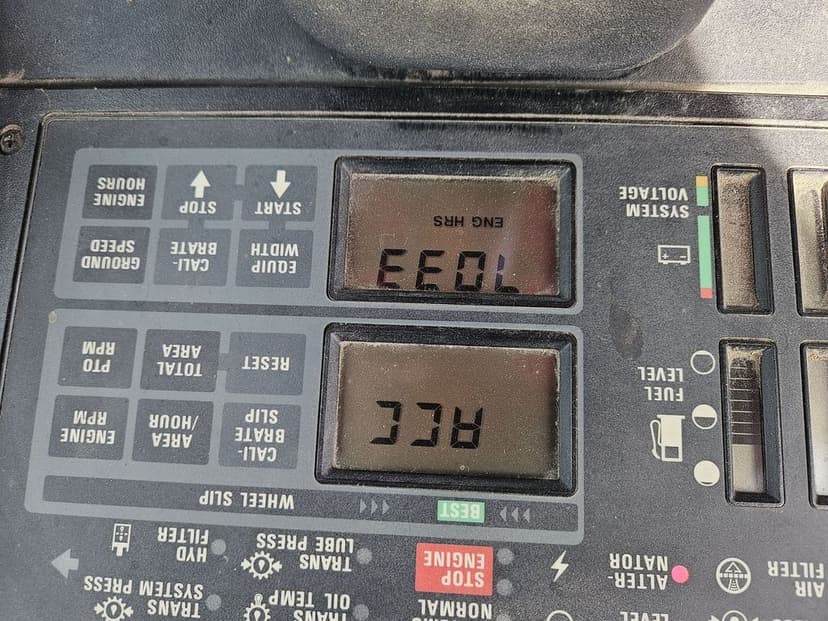 LEVEL
NORMAL
TRANS
OIL TEMP
TRANS
SYSTEM PRESS
AIR
FILTER
ALTER-
NATOR
STOP
ENGINE
TRANS
LUBE PRESS
HYD
FILTER
BEST
WHEEL SLIP
FUEL
LEVEL
ACC
CALI-
BRATE
SLIP
AREA
/HOUR
ENGINE
RPM
RESET
TOTAL
AREA
PTO
RPM
SYSTEM
VOLTAGE
7033
ENG HRS
EQUIP
WIDTH
CALI-
BRATE
GROUND
SPEED
START
STOP
ENGINE
HOURS